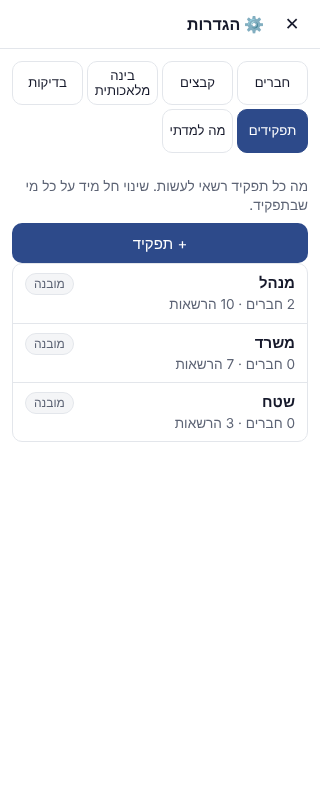 ✕ ⚙️ הגדרות
חברים
קבצים
בינה
מלאכותית
בדיקות
תפקידים
מה למדתי
מה כל תפקיד רשאי לעשות. שינוי חל מיד על כל מי
שבתפקיד.
+ תפקיד
מנהל
מובנה
2 חברים · 10 הרשאות
משרד
מובנה
0 חברים · 7 הרשאות
שטח
מובנה
0 חברים · 3 הרשאות